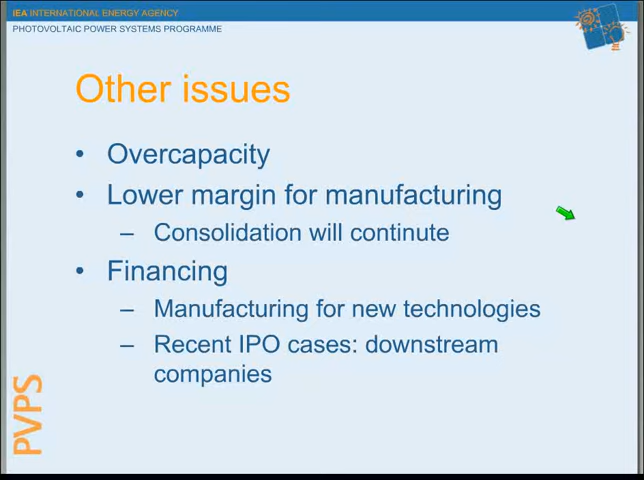 IEA INTERNATIONAL ENERGY AGENCY
PHOTOVOLTAIC POWER SYSTEMS PROGRAMME
Other issues
• Overcapacity
• Lower margin for manufacturing
– Consolidation will continute
• Financing
– Manufacturing for new technologies
– Recent IPO cases: downstream
companies
PVPS